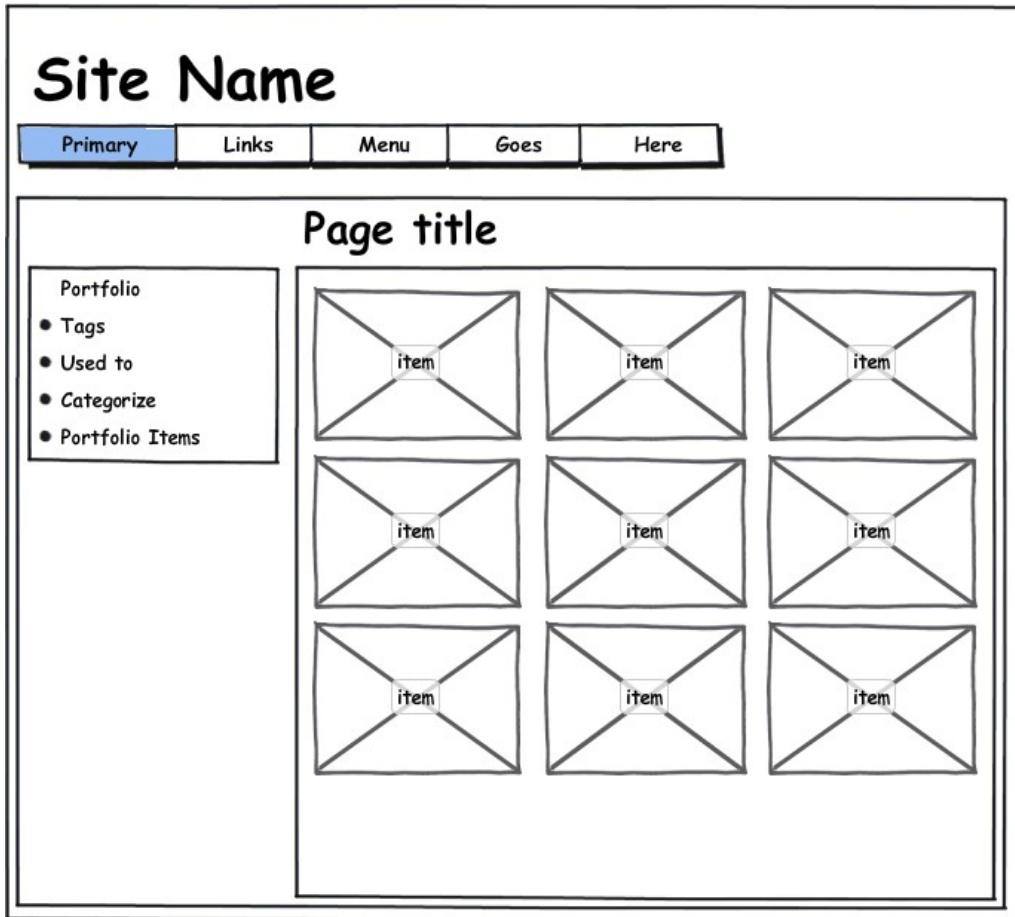 Site Name
Primary Links Menu Goes Here
Page title
Portfolio
Tags
Used to
Categorize
Portfolio Items
item item item
item item item
item item item